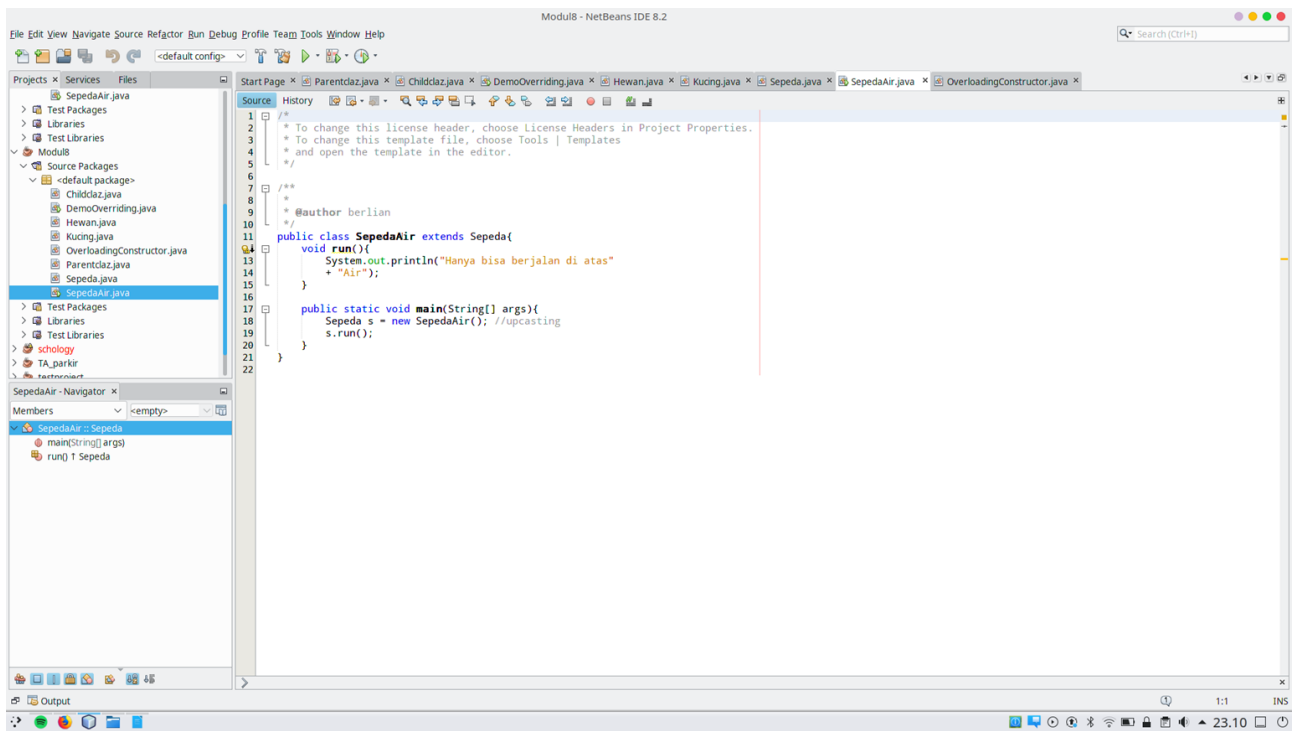 Modul8 - NetBeans IDE 8.2
File Edit View Navigate Source Refactor Run Debug Profile Team Tools Window Help
Search (Ctrl+I)
<default config>
Projects × Services Files
Start Page × Parentclaz.java × Childclaz.java × DemoOverriding.java × Hewan.java × Kucing.java × Sepeda.java × SepedaAir.java × OverloadingConstructor.java ×
SepedaAir.java
Test Packages
Libraries
Test Libraries
Modul8
Source Packages
<default package>
Childclaz.java
DemoOverriding.java
Hewan.java
Kucing.java
OverloadingConstructor.java
Parentclaz.java
Sepeda.java
SepedaAir.java
Test Packages
Libraries
Test Libraries
schology
TA_parkir
testproject
Source History
1 /*
2 * To change this license header, choose License Headers in Project Properties.
3 * To change this template file, choose Tools | Templates
4 * and open the template in the editor.
5 */
6
7 /**
8 *
9 * @author berlian
10 */
11 public class SepedaAir extends Sepeda{
void run(){
13 System.out.println("Hanya bisa berjalan di atas"
14 + "Air");
15 }
16
17 public static void main(String[] args){
18 Sepeda s = new SepedaAir(); //upcasting
19 s.run();
20 }
21 }
22
SepedaAir - Navigator ×
Members <empty>
SepedaAir :: Sepeda
main(String[] args)
run() ↑ Sepeda
Output
1:1 INS
23.10